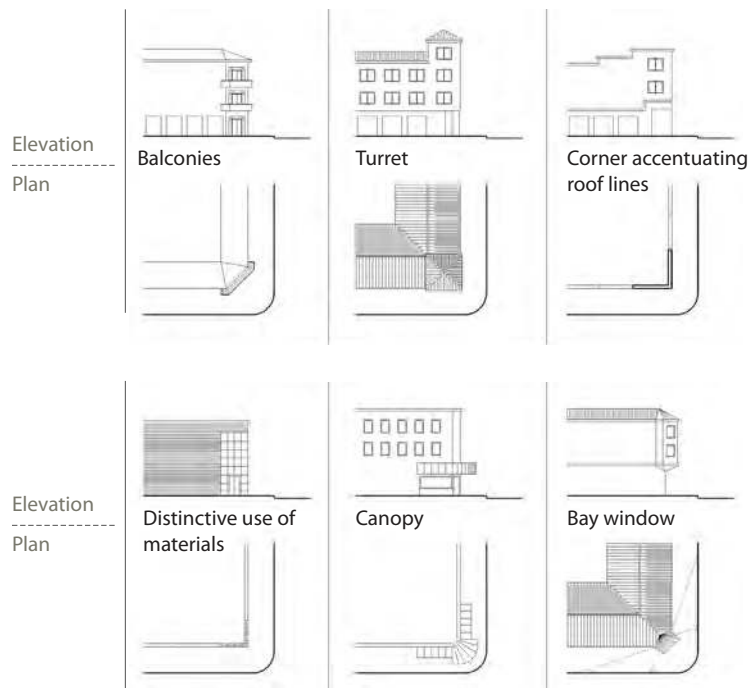 Elevation
Plan
Balconies
Turret
Corner accentuating
roof lines
Elevation
Plan
Distinctive use of
materials
Canopy
Bay window